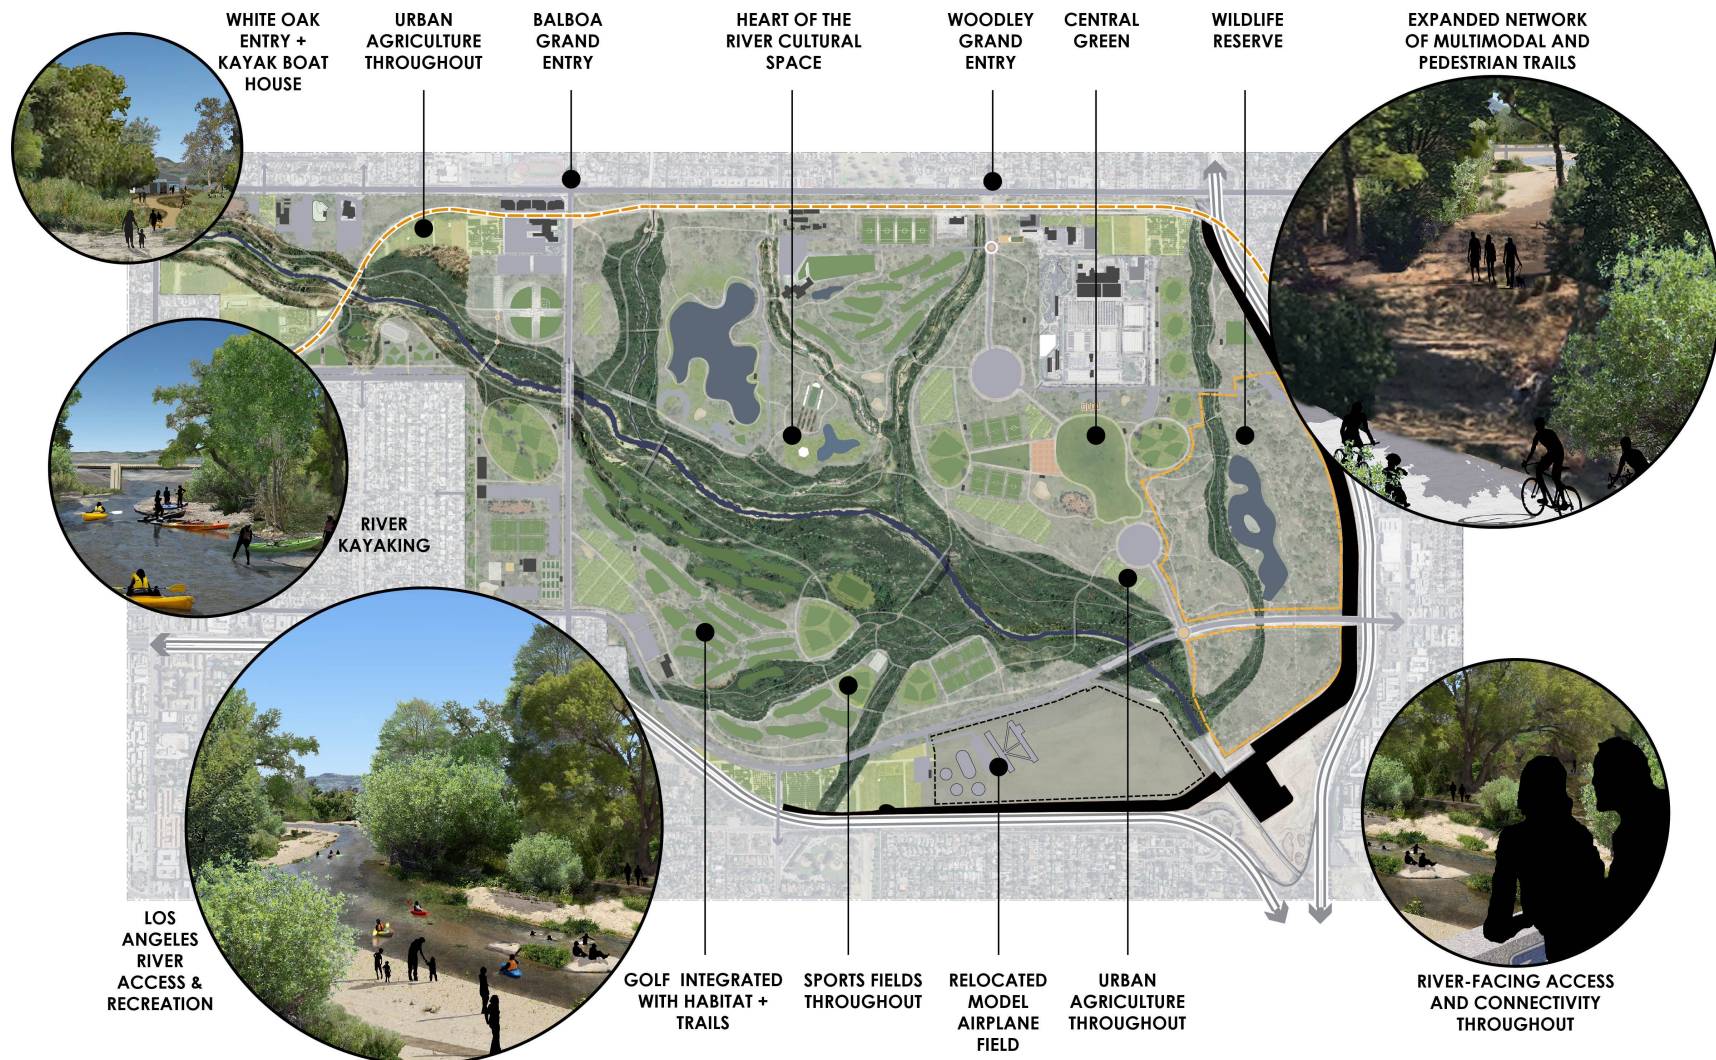 WHITE OAK
ENTRY +
KAYAK BOAT
HOUSE
URBAN
AGRICULTURE
THROUGHOUT
BALBOA
GRAND
ENTRY
HEART OF THE
RIVER CULTURAL
SPACE
WOODLEY
GRAND
ENTRY
CENTRAL
GREEN
WILDLIFE
RESERVE
EXPANDED NETWORK
OF MULTIMODAL AND
PEDESTRIAN TRAILS
RIVER
KAYAKING
LOS
ANGELES
RIVER
ACCESS &
RECREATION
GOLF INTEGRATED
WITH HABITAT +
TRAILS
SPORTS FIELDS
THROUGHOUT
RELOCATED
MODEL
AIRPLANE
FIELD
URBAN
AGRICULTURE
THROUGHOUT
RIVER-FACING ACCESS
AND CONNECTIVITY
THROUGHOUT